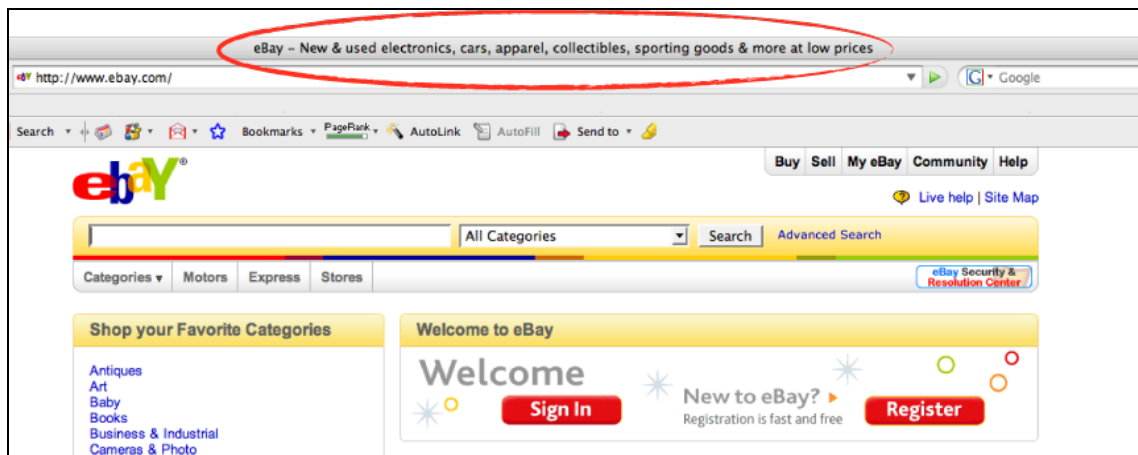 eBay – New & used electronics, cars, apparel, collectibles, sporting goods & more at low prices
http://www.ebay.com/ G Google
Search Bookmarks PageRank AutoLink AutoFill Send to
ebaY® Buy Sell My eBay Community Help
Live help | Site Map
All Categories Search Advanced Search
Categories Motors Express Stores eBay Security & Resolution Center
Shop your Favorite Categories Welcome to eBay
Antiques
Art
Baby
Books
Business & Industrial
Cameras & Photo
Welcome
Sign In
New to eBay?
Registration is fast and free
Register